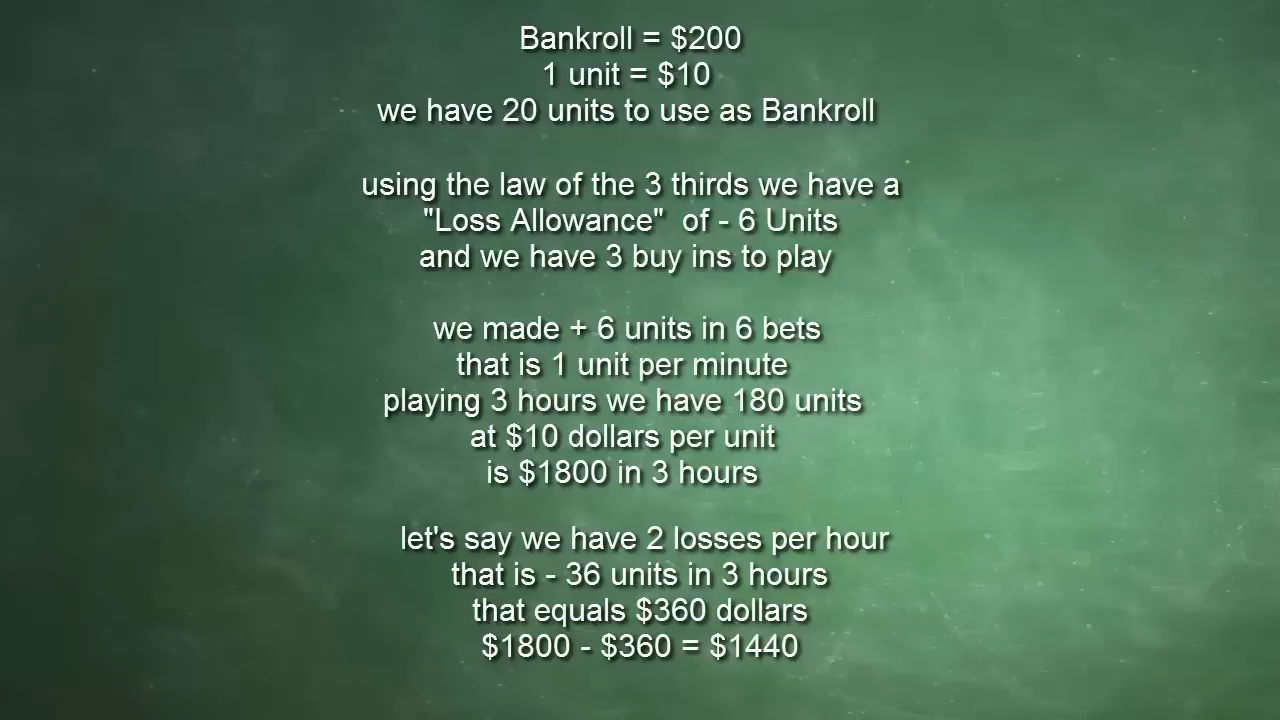 Bankroll = $200
1 unit = $10
we have 20 units to use as Bankroll
using the law of the 3 thirds we have a
"Loss Allowance"  of - 6 Units
and we have 3 buy ins to play
we made + 6 units in 6 bets
that is 1 unit per minute
playing 3 hours we have 180 units
at $10 dollars per unit
is $1800 in 3 hours
let's say we have 2 losses per hour
that is - 36 units in 3 hours
that equals $360 dollars
$1800 - $360 = $1440